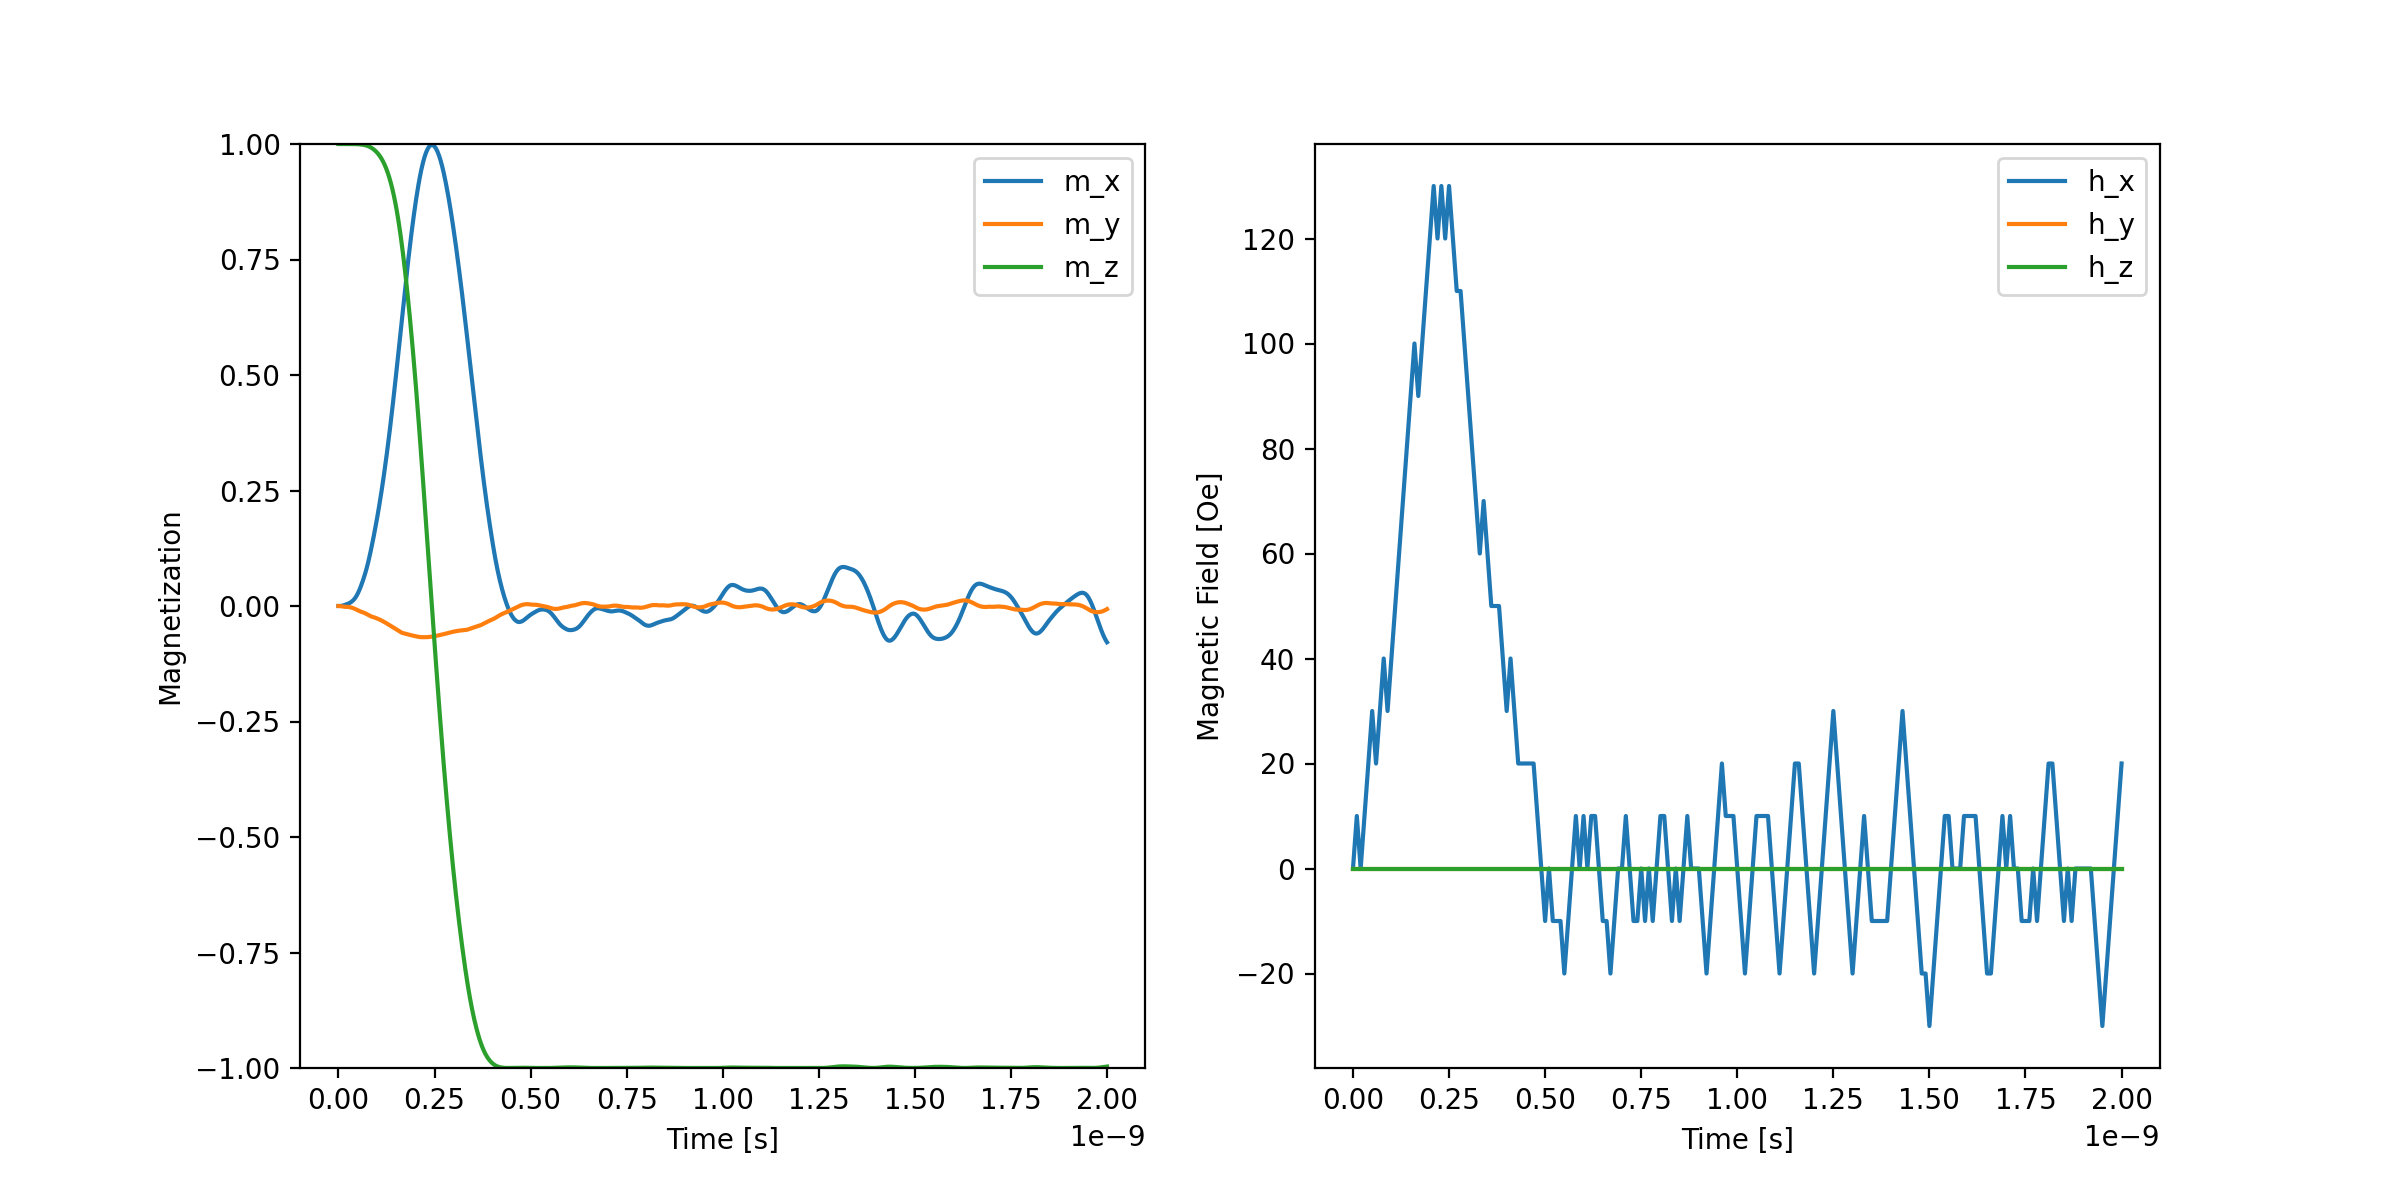 1.00
0.75
0.50
0.25
0.00
−0.25
−0.50
−0.75
−1.00
Magnetization
m_x
m_y
m_z
0.00 0.25 0.50 0.75 1.00 1.25 1.50 1.75 2.00
Time [s]
1e−9
120
100
80
60
40
20
0
−20
Magnetic Field [Oe]
h_x
h_y
h_z
0.00 0.25 0.50 0.75 1.00 1.25 1.50 1.75 2.00
Time [s]
1e−9